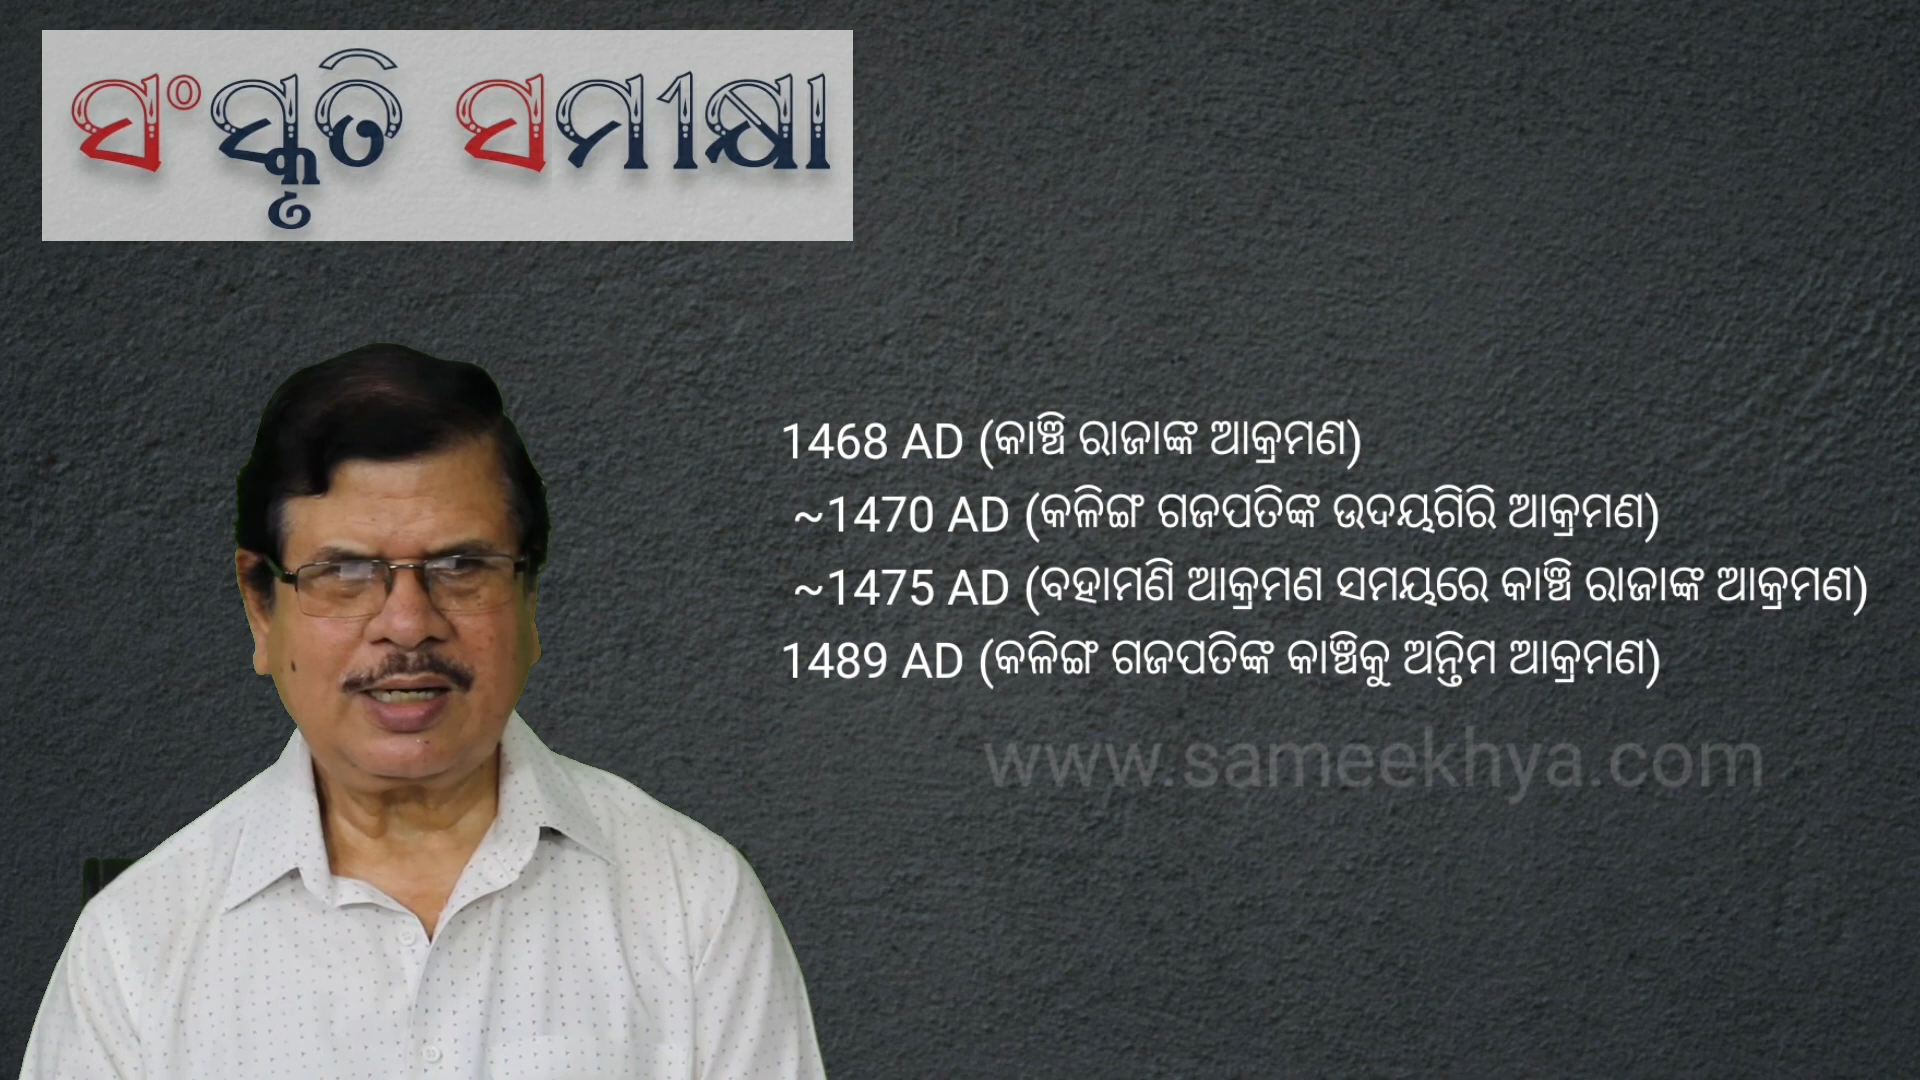 ସଂସ୍କୃତି ସମୀକ୍ଷା
1468 AD (କାଞ୍ଚି ରାଜାଙ୍କ ଆକ୍ରମଣ)
~1470 AD (କଳିଙ୍ଗ ଗଜପତିଙ୍କ ଉଦୟଗିରି ଆକ୍ରମଣ)
~1475 AD (ବହାମଣି ଆକ୍ରମଣ ସମୟରେ କାଞ୍ଚି ରାଜାଙ୍କ ଆକ୍ରମଣ)
1489 AD (କଳିଙ୍ଗ ଗଜପତିଙ୍କ କାଞ୍ଚିକୁ ଅନ୍ତିମ ଆକ୍ରମଣ)
www.sameekhya.com